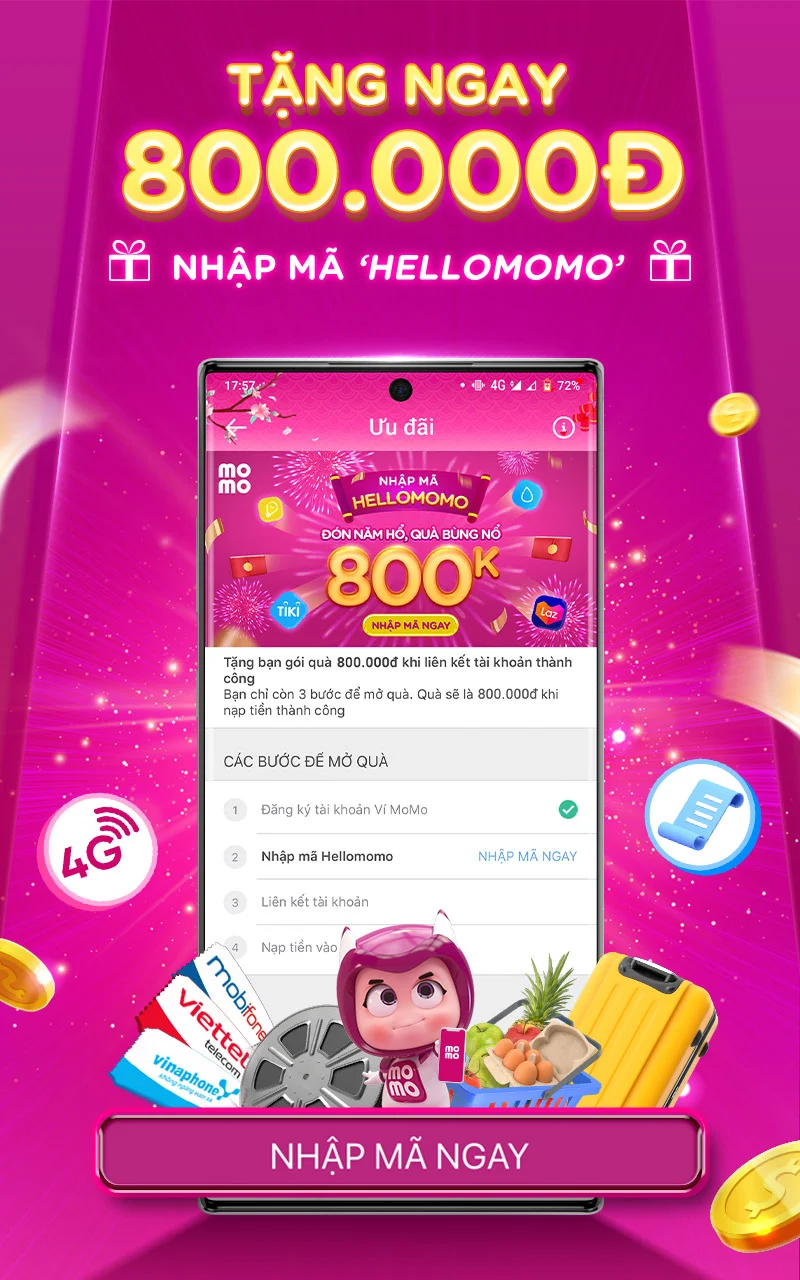 TẶNG NGAY
800.000Đ
NHẬP MÃ ‘HELLOMOMO’
17:57
4G
72%
Ưu đãi
mo
mo
NHẬP MÃ
HELLOMOMO
ĐÓN NĂM HỔ, QUÀ BÙNG NỔ
800K
TIKI
Laz
NHẬP MÃ NGAY
Tặng bạn gói quà 800.000đ khi liên kết tài khoản thành
công
Bạn chỉ còn 3 bước để mở quà. Quà sẽ là 800.000đ khi
nạp tiền thành công
CÁC BƯỚC ĐỂ MỞ QUÀ
1 Đăng ký tài khoản Ví MoMo
2 Nhập mã Hellomomo NHẬP MÃ NGAY
3 Liên kết tài khoản
4 Nạp tiền vào
4G
mobifone
viettel
telecom
vinaphone
không ngừng vươn xa
mo
mo
mo
mo
NHẬP MÃ NGAY